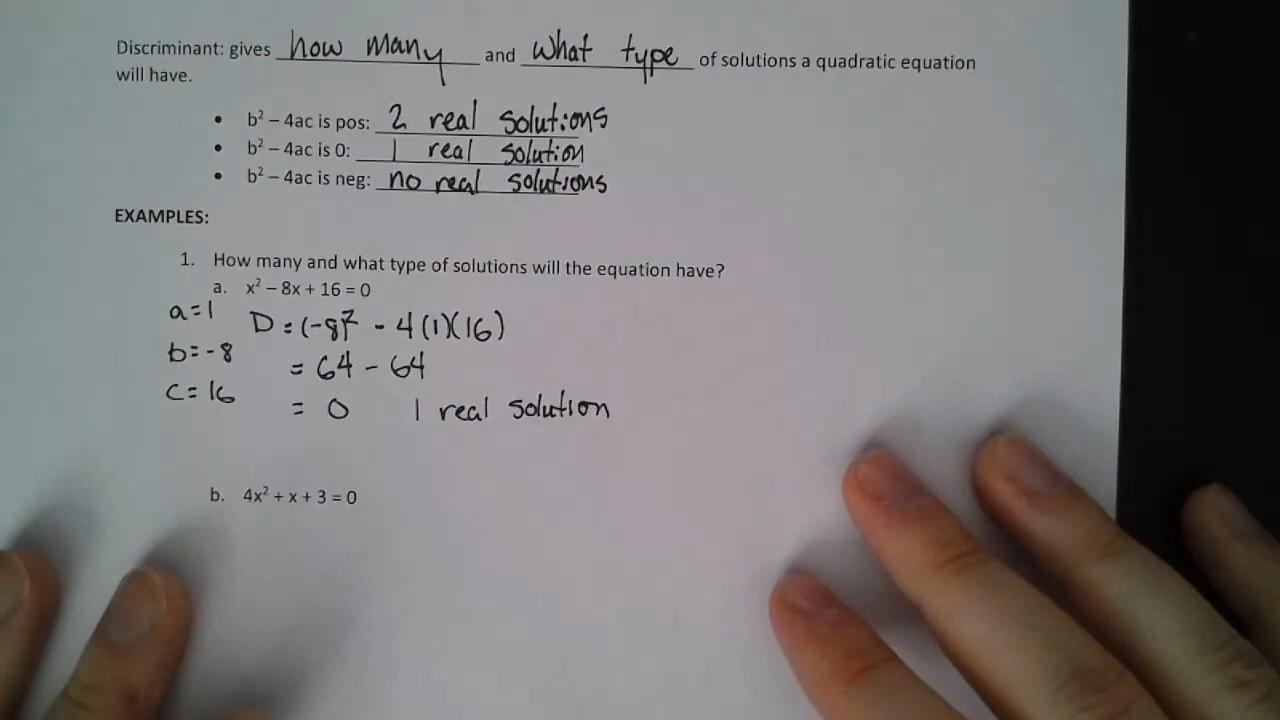 Discriminant: gives how many and what type of solutions a quadratic equation
will have.
• b² – 4ac is pos: 2 real solutions
• b² – 4ac is 0: 1 real solution
• b² – 4ac is neg: no real solutions
EXAMPLES:
1. How many and what type of solutions will the equation have?
a. x² – 8x + 16 = 0
a=1
D = (-8)² - 4(1)(16)
b=-8
= 64 - 64
c=16
= 0 1 real solution
b. 4x² + x + 3 = 0